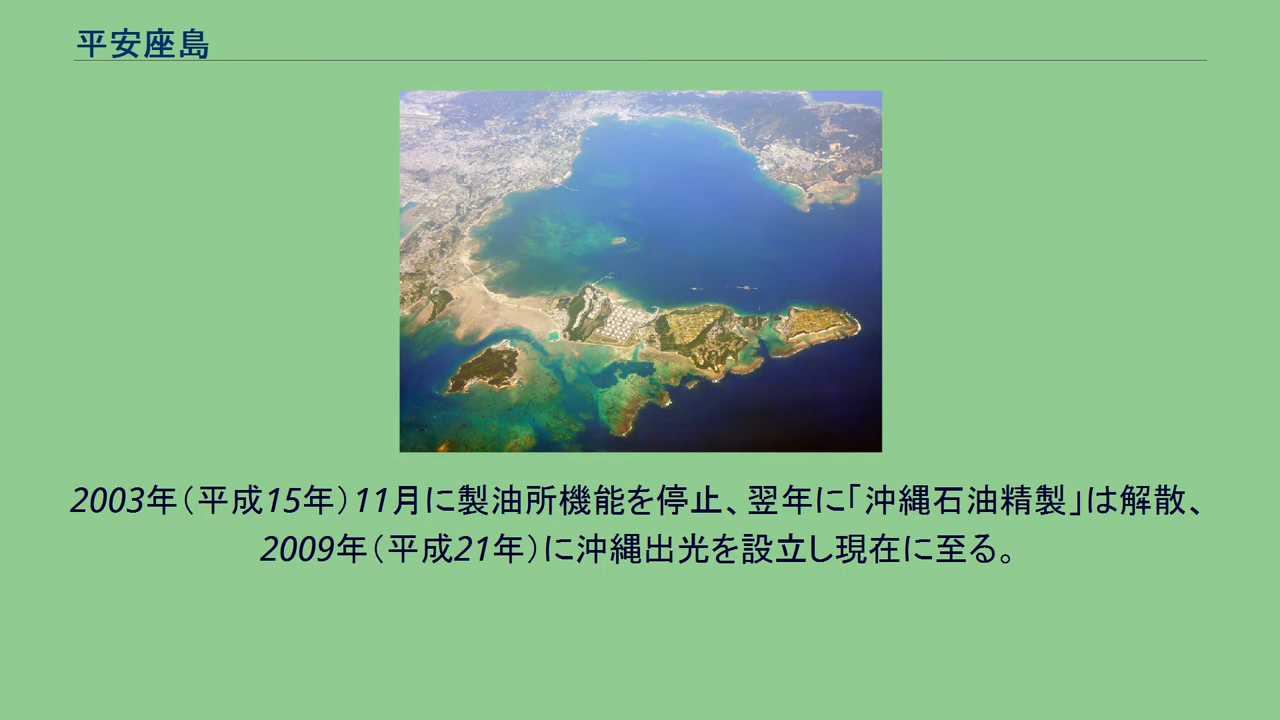 平安座島
2003年（平成15年）11月に製油所機能を停止、翌年に「沖縄石油精製」は解散、
2009年（平成21年）に沖縄出光を設立し現在に至る。